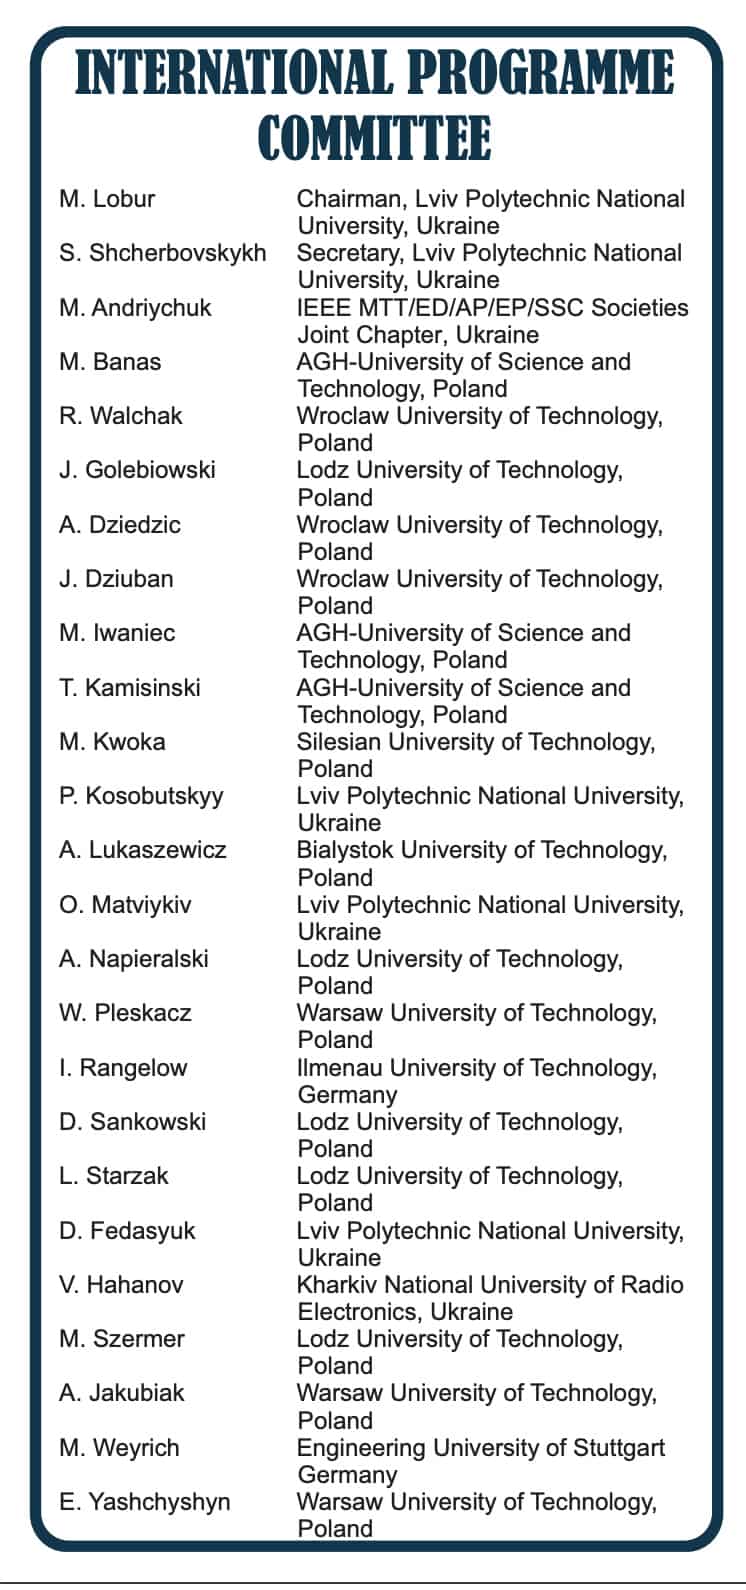 INTERNATIONAL PROGRAMME
COMMITTEE
M. Lobur Chairman, Lviv Polytechnic National
University, Ukraine
S. Shcherbovskykh Secretary, Lviv Polytechnic National
University, Ukraine
M. Andriychuk IEEE MTT/ED/AP/EP/SSC Societies
Joint Chapter, Ukraine
M. Banas AGH-University of Science and
Technology, Poland
R. Walchak Wroclaw University of Technology,
Poland
J. Golebiowski Lodz University of Technology,
Poland
A. Dziedzic Wroclaw University of Technology,
Poland
J. Dziuban Wroclaw University of Technology,
Poland
M. Iwaniec AGH-University of Science and
Technology, Poland
T. Kamisinski AGH-University of Science and
Technology, Poland
M. Kwoka Silesian University of Technology,
Poland
P. Kosobutskyy Lviv Polytechnic National University,
Ukraine
A. Lukaszewicz Bialystok University of Technology,
Poland
O. Matviykiv Lviv Polytechnic National University,
Ukraine
A. Napieralski Lodz University of Technology,
Poland
W. Pleskacz Warsaw University of Technology,
Poland
I. Rangelow Ilmenau University of Technology,
Germany
D. Sankowski Lodz University of Technology,
Poland
L. Starzak Lodz University of Technology,
Poland
D. Fedasyuk Lviv Polytechnic National University,
Ukraine
V. Hahanov Kharkiv National University of Radio
Electronics, Ukraine
M. Szermer Lodz University of Technology,
Poland
A. Jakubiak Warsaw University of Technology,
Poland
M. Weyrich Engineering University of Stuttgart
Germany
E. Yashchyshyn Warsaw University of Technology,
Poland